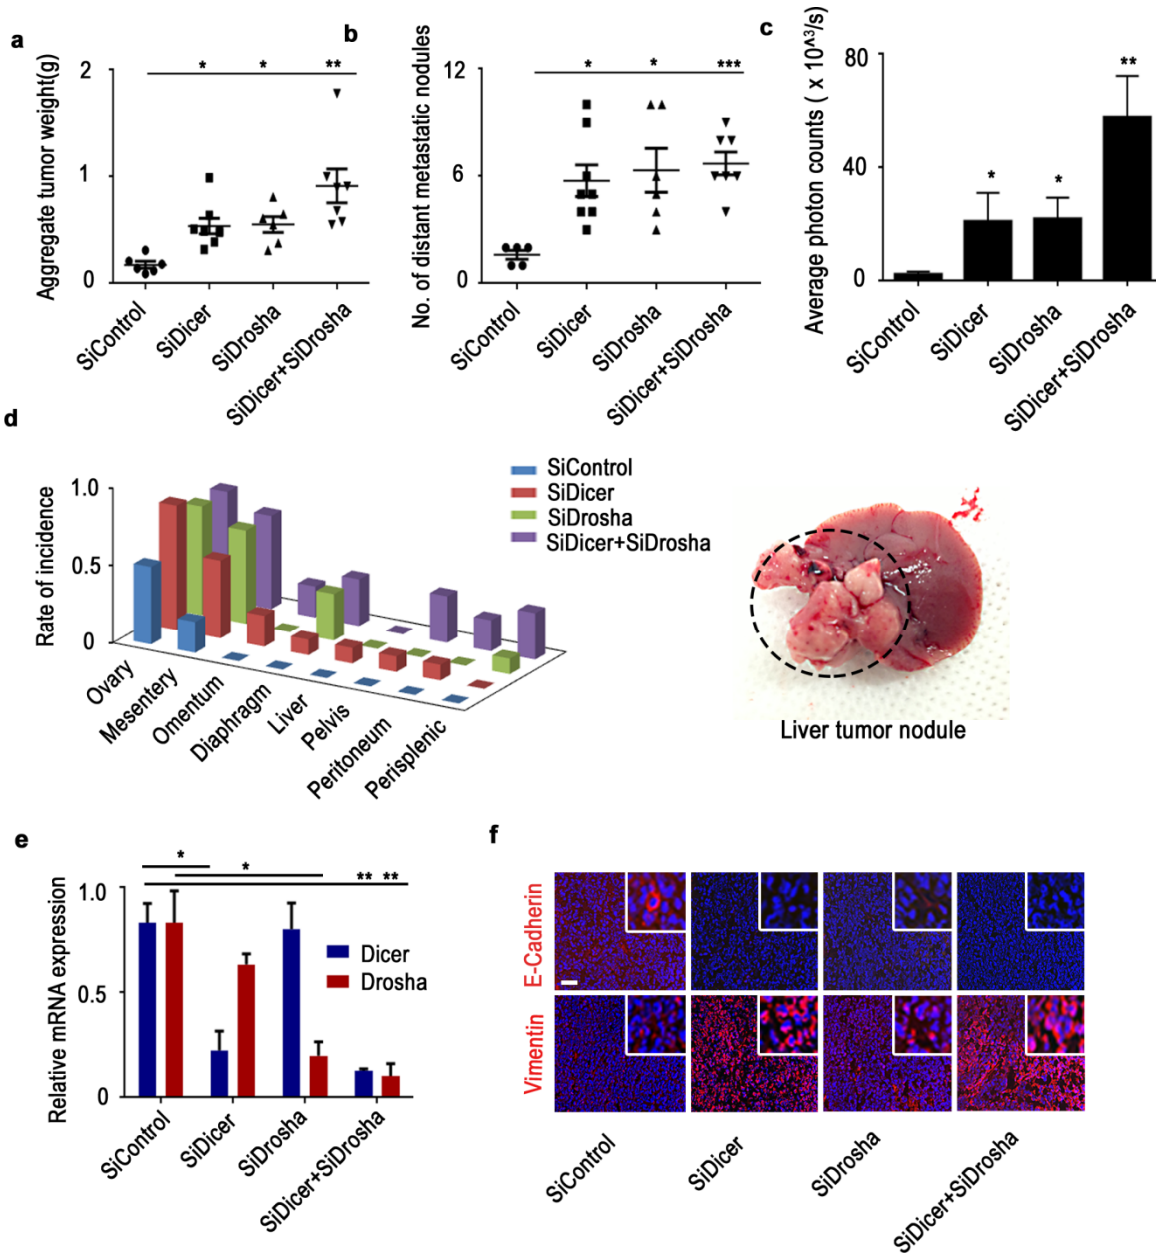 a
Aggregate tumor weight(g)
2
1
0
* * **
SiControl
SiDicer
SiDrosha
SiDicer+SiDrosha
b
No. of distant metastatic nodules
12
6
0
* * ***
SiControl
SiDicer
SiDrosha
SiDicer+SiDrosha
c
Average photon counts ( x 10^3/s)
80
40
0
* * **
SiControl
SiDicer
SiDrosha
SiDicer+SiDrosha
d
Rate of incidence
1.0
0.5
0
Ovary
Mesentery
Omentum
Diaphragm
Liver
Pelvis
Peritoneum
Perisplenic
SiControl
SiDicer
SiDrosha
SiDicer+SiDrosha
Liver tumor nodule
e
Relative mRNA expression
1.0
0.5
0
*
*
** **
Dicer
Drosha
SiControl
SiDicer
SiDrosha
SiDicer+SiDrosha
f
E-Cadherin
Vimentin
SiControl
SiDicer
SiDrosha
SiDicer+SiDrosha